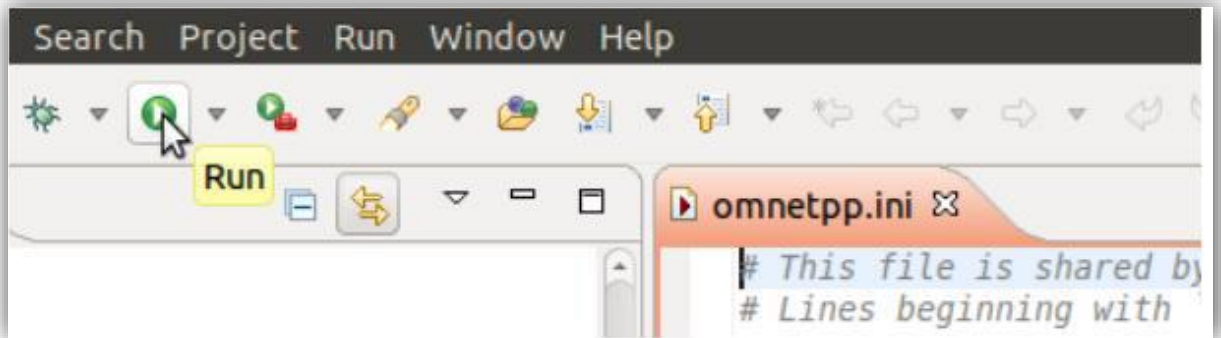 Search Project Run Window Help
Run
omnetpp.ini
# This file is shared by
# Lines beginning with